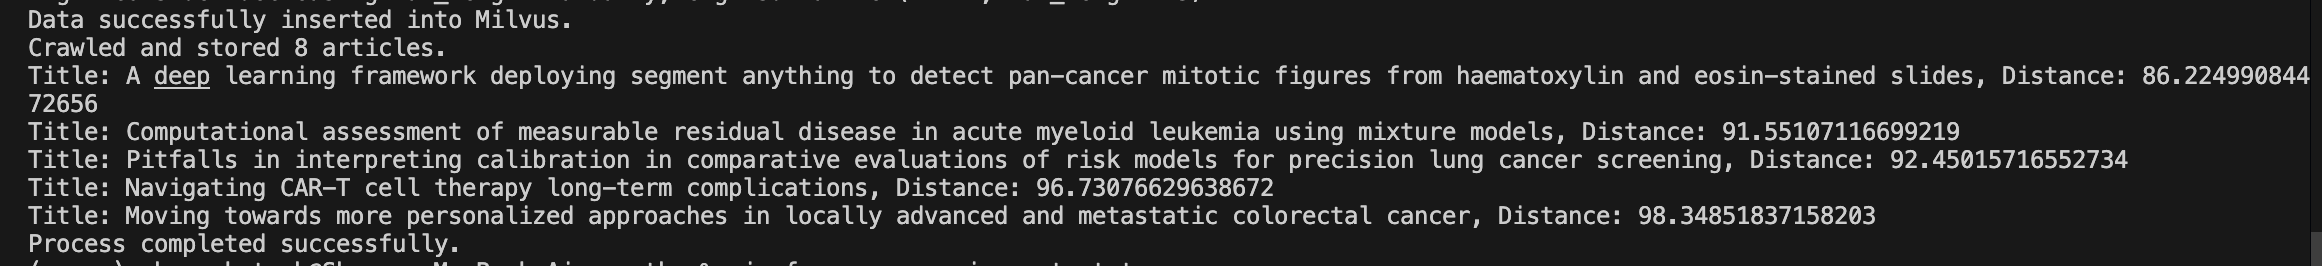 Data successfully inserted into Milvus.
Crawled and stored 8 articles.
Title: A deep learning framework deploying segment anything to detect pan-cancer mitotic figures from haematoxylin and eosin-stained slides, Distance: 86.224990844
72656
Title: Computational assessment of measurable residual disease in acute myeloid leukemia using mixture models, Distance: 91.55107116699219
Title: Pitfalls in interpreting calibration in comparative evaluations of risk models for precision lung cancer screening, Distance: 92.45015716552734
Title: Navigating CAR-T cell therapy long-term complications, Distance: 96.73076629638672
Title: Moving towards more personalized approaches in locally advanced and metastatic colorectal cancer, Distance: 98.34851837158203
Process completed successfully.